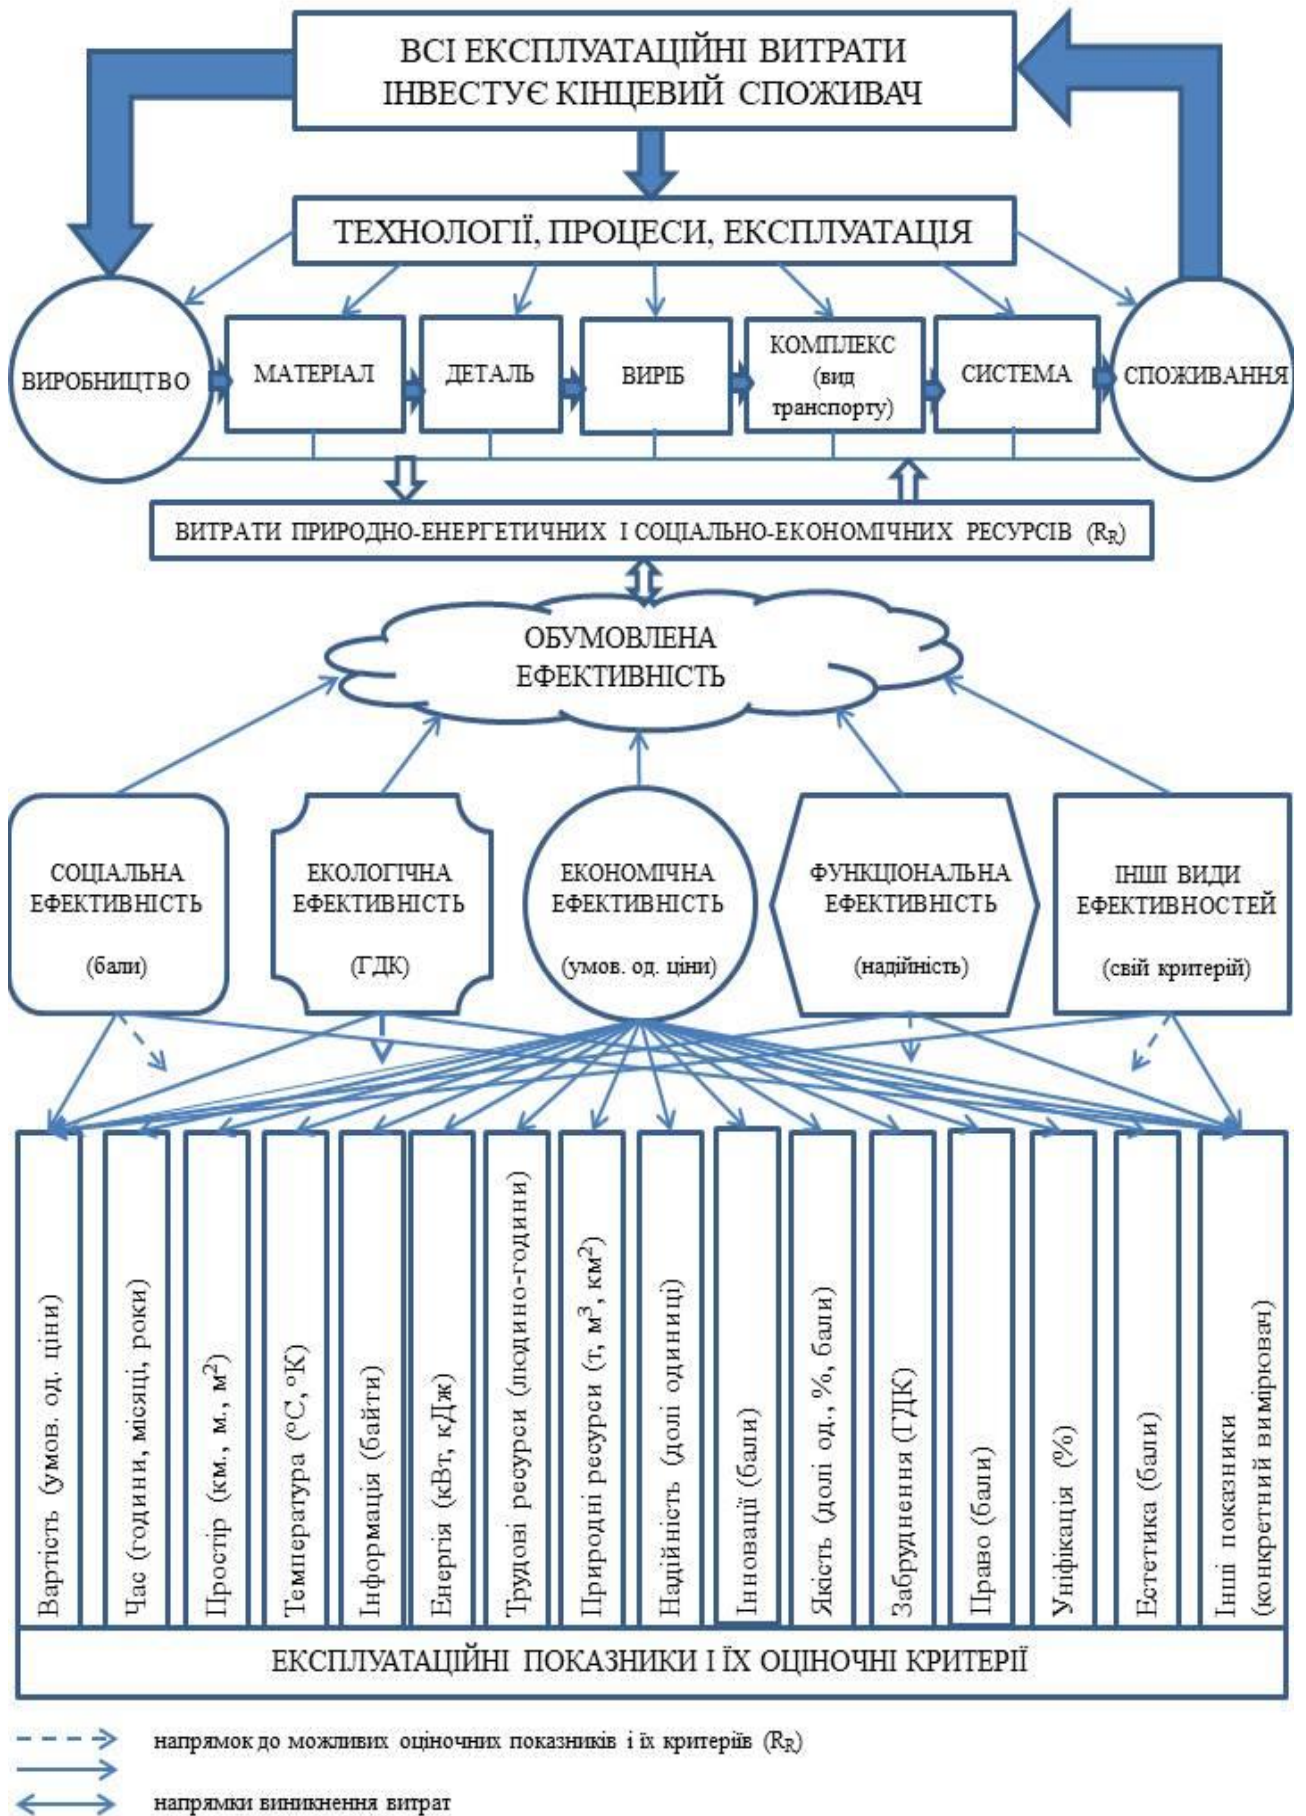 ВСІ ЕКСПЛУАТАЦІЙНІ ВИТРАТИ
ІНВЕСТУЄ КІНЦЕВИЙ СПОЖИВАЧ
ТЕХНОЛОГІЇ, ПРОЦЕСИ, ЕКСПЛУАТАЦІЯ
ВИРОБНИЦТВО
МАТЕРІАЛ
ДЕТАЛЬ
ВИРІБ
КОМПЛЕКС
(вид
транспорту)
СИСТЕМА
СПОЖИВАННЯ
ВИТРАТИ ПРИРОДНО-ЕНЕРГЕТИЧНИХ І СОЦІАЛЬНО-ЕКОНОМІЧНИХ РЕСУРСІВ (R_R)
ОБУМОВЛЕНА
ЕФЕКТИВНІСТЬ
СОЦІАЛЬНА
ЕФЕКТИВНІСТЬ
(бали)
ЕКОЛОГІЧНА
ЕФЕКТИВНІСТЬ
(ГДК)
ЕКОНОМІЧНА
ЕФЕКТИВНІСТЬ
(умов. од. ціни)
ФУНКЦІОНАЛЬНА
ЕФЕКТИВНІСТЬ
(надійність)
ІНШІ ВИДИ
ЕФЕКТИВНОСТЕЙ
(свій критерій)
Вартість (умов. од. ціни)
Час (години, місяці, роки)
Простір (км., м., м²)
Температура (°С, °К)
Інформація (байти)
Енергія (кВт, кДж)
Трудові ресурси (людино-години)
Природні ресурси (т, м³, км²)
Надійність (долі одиниці)
Інновації (бали)
Якість (долі од., %, бали)
Забруднення (ГДК)
Право (бали)
Уніфікація (%)
Естетика (бали)
Інші показники
(конкретний вимірювач)
ЕКСПЛУАТАЦІЙНІ ПОКАЗНИКИ І ЇХ ОЦІНОЧНІ КРИТЕРІЇ
напрямок до можливих оціночних показників і їх критеріїв (R_R)
напрямки виникнення витрат